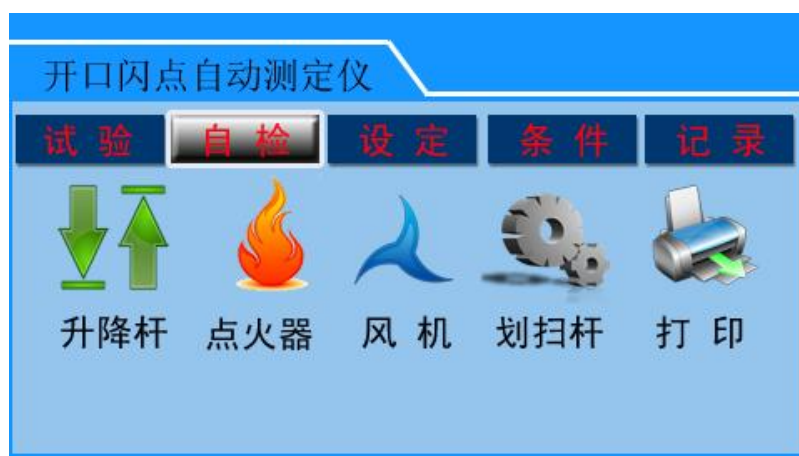 开口闪点自动测定仪
试 验 自 检 设 定 条 件 记 录
升降杆 点火器 风 机 划扫杆 打 印